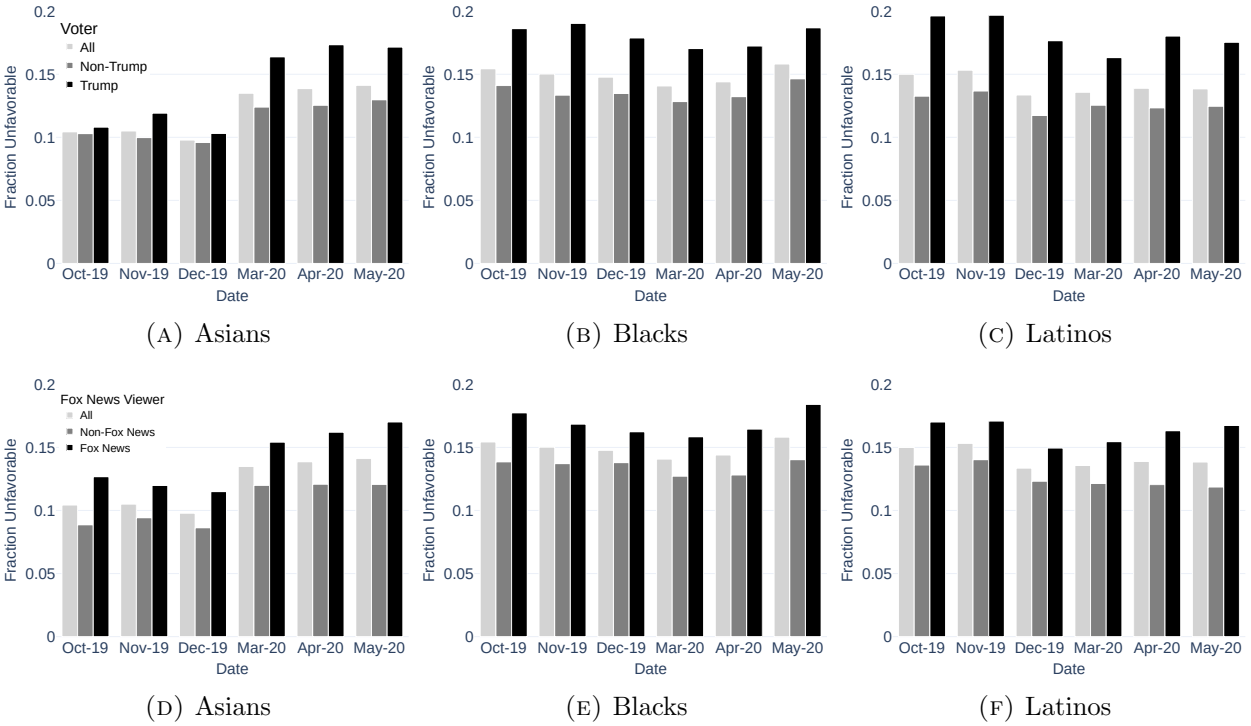 Fraction Unfavorable
0.2
0.15
0.1
0.05
0
Voter
All
Non-Trump
Trump
Oct-19 Nov-19 Dec-19 Mar-20 Apr-20 May-20
Date
(A) Asians
Fraction Unfavorable
0.2
0.15
0.1
0.05
0
Oct-19 Nov-19 Dec-19 Mar-20 Apr-20 May-20
Date
(B) Blacks
Fraction Unfavorable
0.2
0.15
0.1
0.05
0
Oct-19 Nov-19 Dec-19 Mar-20 Apr-20 May-20
Date
(C) Latinos
Fraction Unfavorable
0.2
0.15
0.1
0.05
0
Fox News Viewer
All
Non-Fox News
Fox News
Oct-19 Nov-19 Dec-19 Mar-20 Apr-20 May-20
Date
(D) Asians
Fraction Unfavorable
0.2
0.15
0.1
0.05
0
Oct-19 Nov-19 Dec-19 Mar-20 Apr-20 May-20
Date
(E) Blacks
Fraction Unfavorable
0.2
0.15
0.1
0.05
0
Oct-19 Nov-19 Dec-19 Mar-20 Apr-20 May-20
Date
(F) Latinos